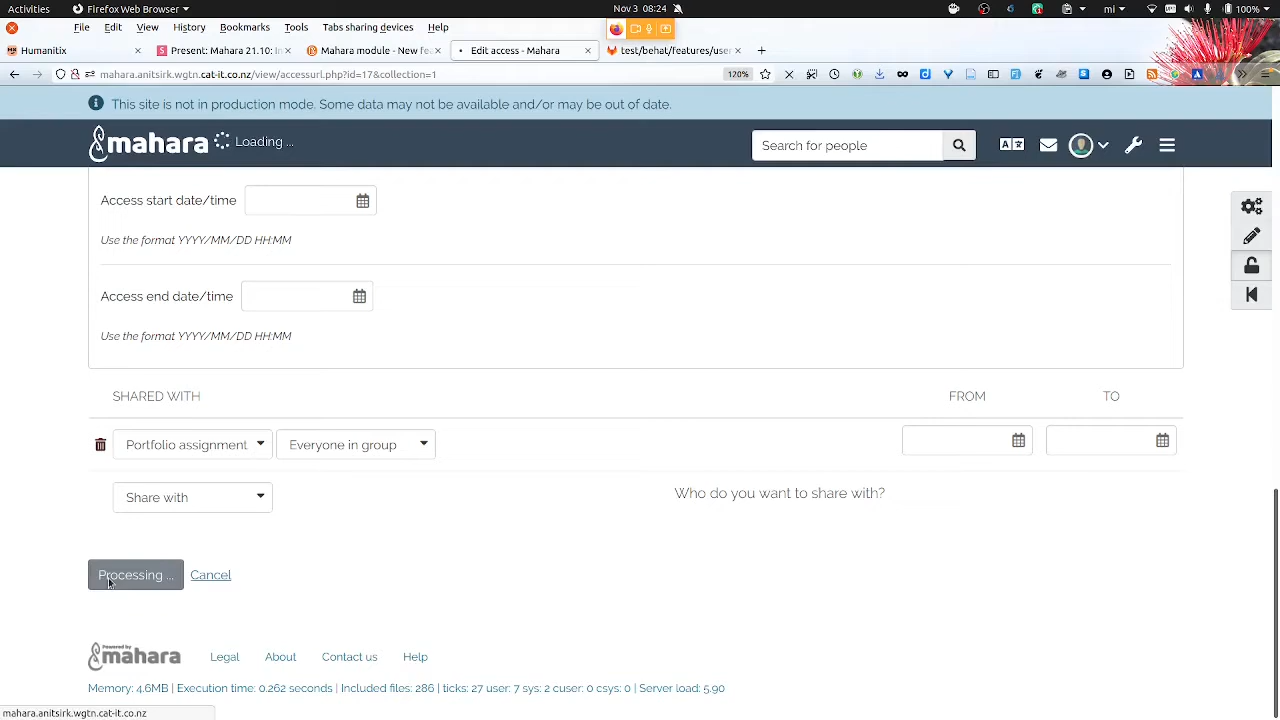 Activities
Firefox Web Browser
Nov 3 08:24
100%
File Edit View History Bookmarks Tools Tabs sharing devices Help
Humanitix
Present: Mahara 21.10: In
Mahara module - New fea
Edit access - Mahara
test/behat/features/user
mahara.anitsirk.wgtn.cat-it.co.nz/view/accessurl.php?id=17&collection=1
120%
This site is not in production mode. Some data may not be available and/or may be out of date.
mahara
Loading ...
Search for people
Access start date/time
Use the format YYYY/MM/DD HH:MM
Access end date/time
Use the format YYYY/MM/DD HH:MM
SHARED WITH FROM TO
Portfolio assignment Everyone in group
Share with
Who do you want to share with?
Processing ... Cancel
Powered by
mahara
Legal About Contact us Help
Memory: 4.6MB | Execution time: 0.262 seconds | Included files: 286 | ticks: 27 user: 7 sys: 2 cuser: 0 csys: 0 | Server load: 5.90
mahara.anitsirk.wgtn.cat-it.co.nz